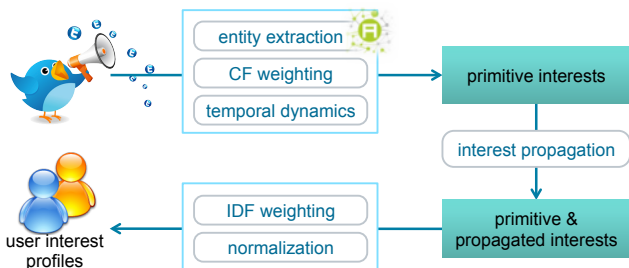 entity extraction
CF weighting
temporal dynamics
primitive interests
interest propagation
IDF weighting
normalization
primitive &
propagated interests
user interest
profiles